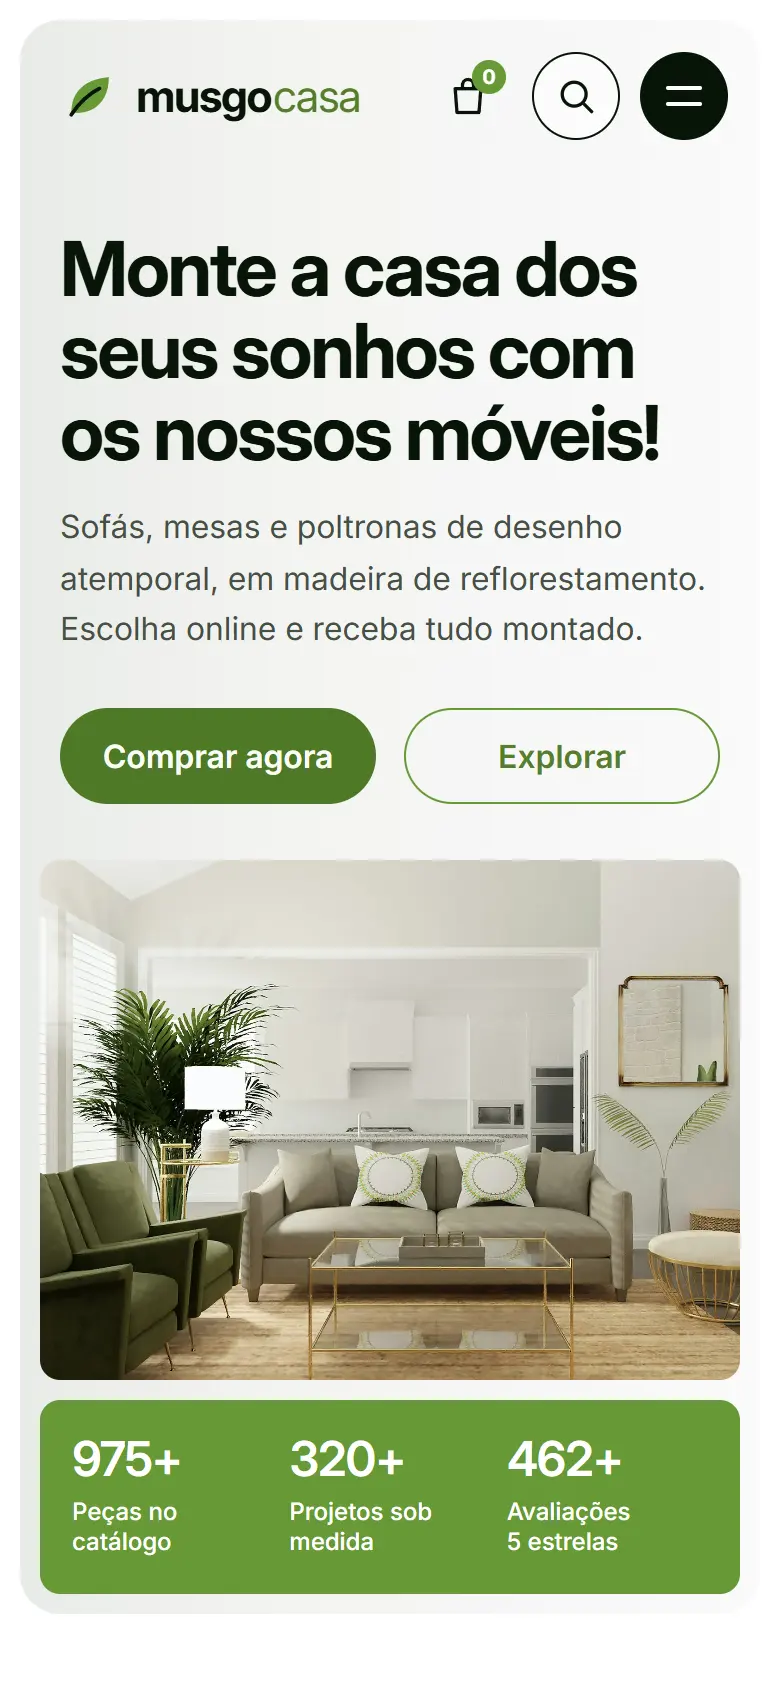 musgocasa
0
Monte a casa dos
seus sonhos com
os nossos móveis!
Sofás, mesas e poltronas de desenho
atemporal, em madeira de reflorestamento.
Escolha online e receba tudo montado.
Comprar agora
Explorar
975+
Peças no
catálogo
320+
Projetos sob
medida
462+
Avaliações
5 estrelas